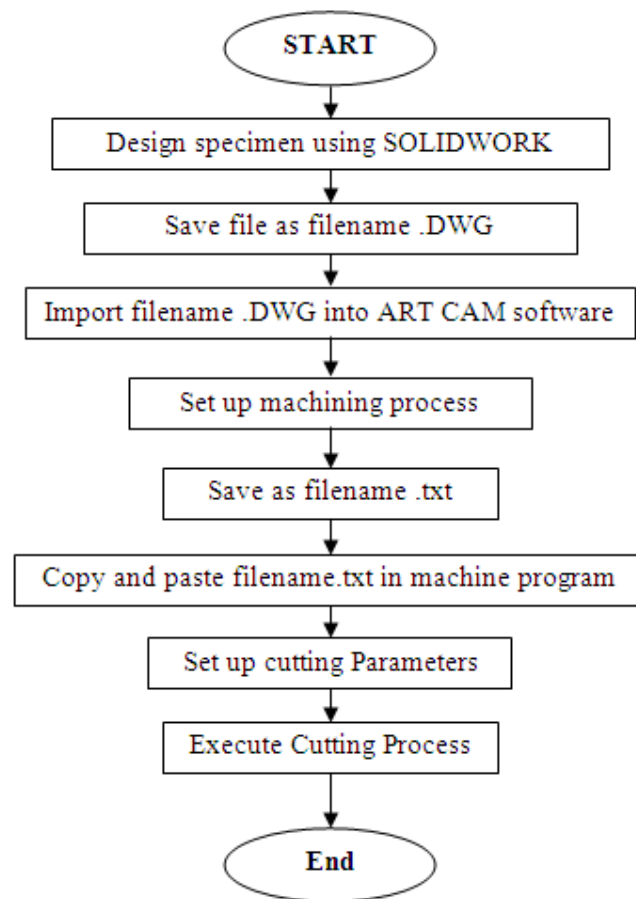 START
Design specimen using SOLIDWORK
Save file as filename .DWG
Import filename .DWG into ART CAM software
Set up machining process
Save as filename .txt
Copy and paste filename.txt in machine program
Set up cutting Parameters
Execute Cutting Process
End